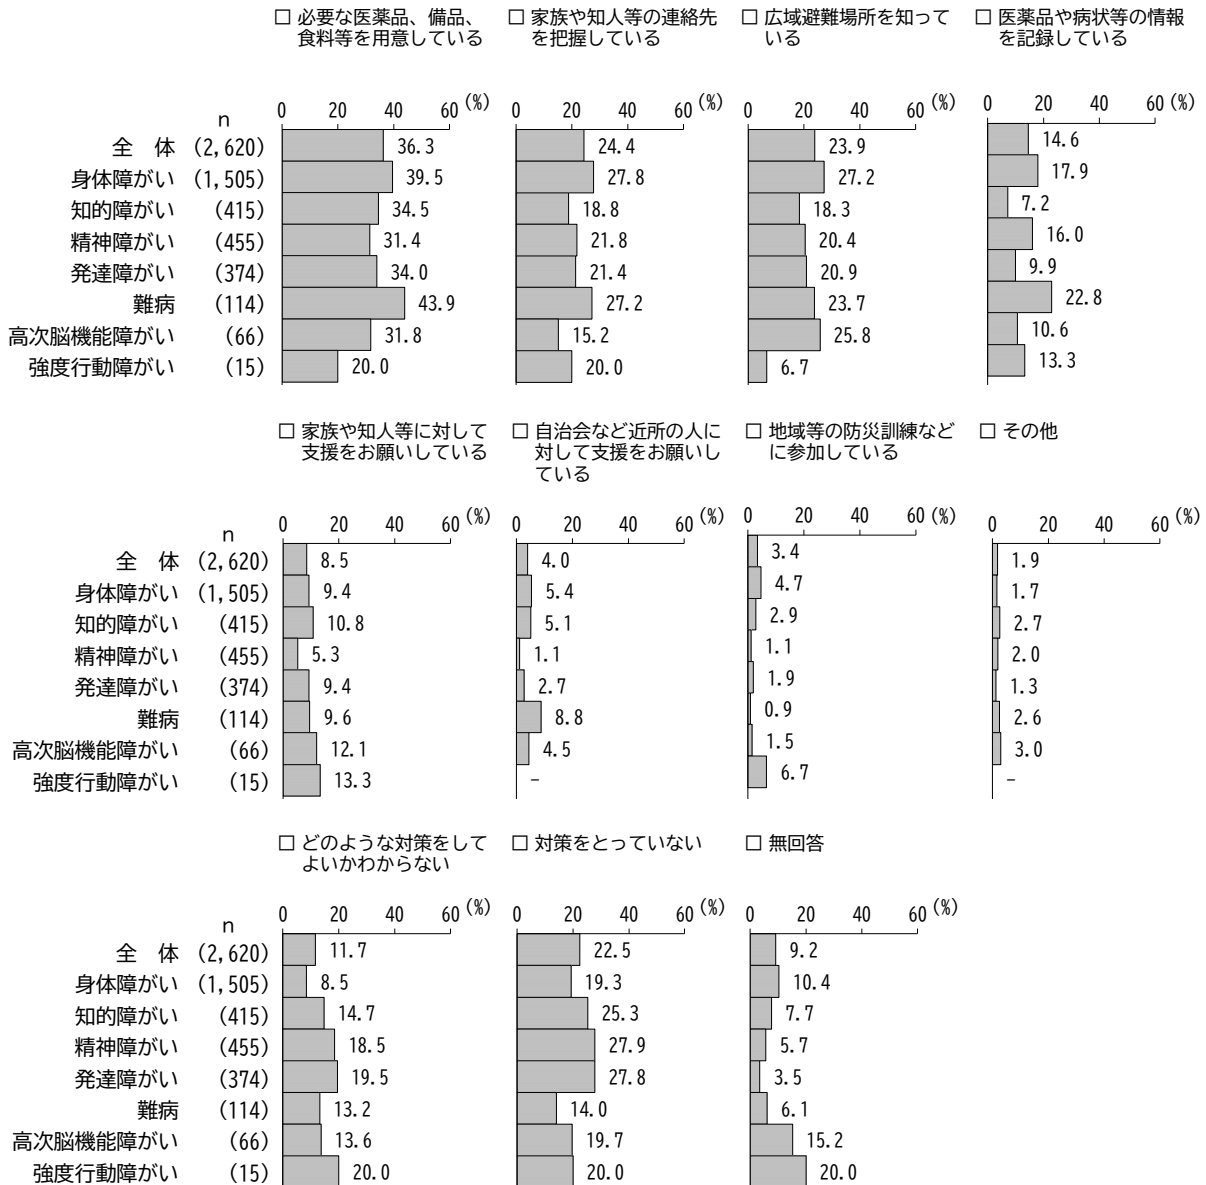 □ 必要な医薬品、備品、
食料等を用意している
□ 家族や知人等の連絡先
を把握している
□ 広域避難場所を知って
いる
□ 医薬品や病状等の情報
を記録している
0 20 40 60 (%) 0 20 40 60 (%) 0 20 40 60 (%) 0 20 40 60 (%)
n
全　体 (2,620) 36.3 24.4 23.9 14.6
身体障がい (1,505) 39.5 27.8 27.2 17.9
知的障がい (415) 34.5 18.8 18.3 7.2
精神障がい (455) 31.4 21.8 20.4 16.0
発達障がい (374) 34.0 21.4 20.9 9.9
難病 (114) 43.9 27.2 23.7 22.8
高次脳機能障がい (66) 31.8 15.2 25.8 10.6
強度行動障がい (15) 20.0 20.0 6.7 13.3
□ 家族や知人等に対して
支援をお願いしている
□ 自治会など近所の人に
対して支援をお願いし
ている
□ 地域等の防災訓練など
に参加している
□ その他
0 20 40 60 (%) 0 20 40 60 (%) 0 20 40 60 (%) 0 20 40 60 (%)
n
全　体 (2,620) 8.5 4.0 3.4 1.9
身体障がい (1,505) 9.4 5.4 4.7 1.7
知的障がい (415) 10.8 5.1 2.9 2.7
精神障がい (455) 5.3 1.1 1.1 2.0
発達障がい (374) 9.4 2.7 1.9 1.3
難病 (114) 9.6 8.8 0.9 2.6
高次脳機能障がい (66) 12.1 4.5 1.5 3.0
強度行動障がい (15) 13.3 － 6.7 －
□ どのような対策をして
よいかわからない
□ 対策をとっていない
□ 無回答
0 20 40 60 (%) 0 20 40 60 (%) 0 20 40 60 (%)
n
全　体 (2,620) 11.7 22.5 9.2
身体障がい (1,505) 8.5 19.3 10.4
知的障がい (415) 14.7 25.3 7.7
精神障がい (455) 18.5 27.9 5.7
発達障がい (374) 19.5 27.8 3.5
難病 (114) 13.2 14.0 6.1
高次脳機能障がい (66) 13.6 19.7 15.2
強度行動障がい (15) 20.0 20.0 20.0